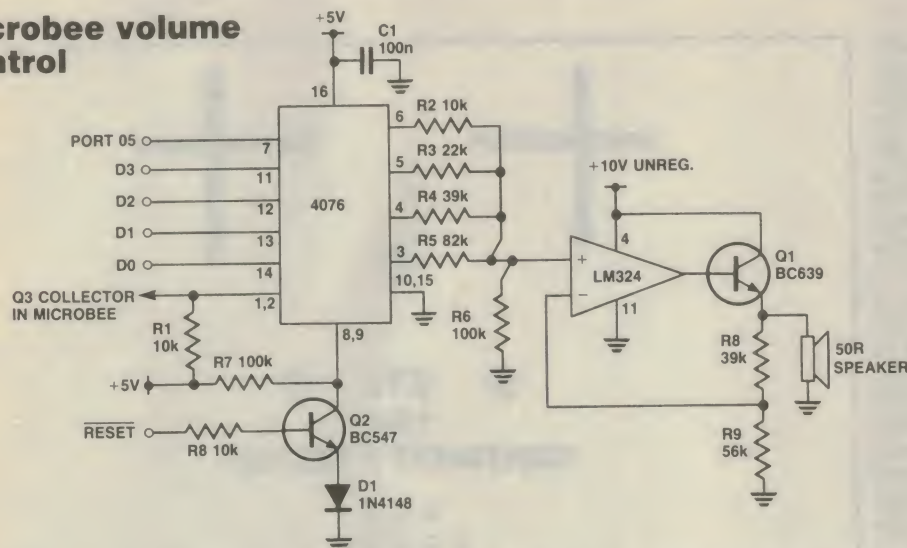 crobee volume
ntrol
+5V
C1
100n
16
PORT 05
7
D3
11
D2
12
D1
13
D0
14
Q3 COLLECTOR
IN MICROBEE
1,2
4076
6
R2 10k
5
R3 22k
4
R4 39k
3
R5 82k
10,15
8,9
R1
10k
R7 100k
+5V
RESET
R8 10k
Q2
BC547
D1
1N4148
R6
100k
+10V UNREG.
4
+
LM324
−
11
Q1
BC639
R8
39k
50R
SPEAKER
R9
56k